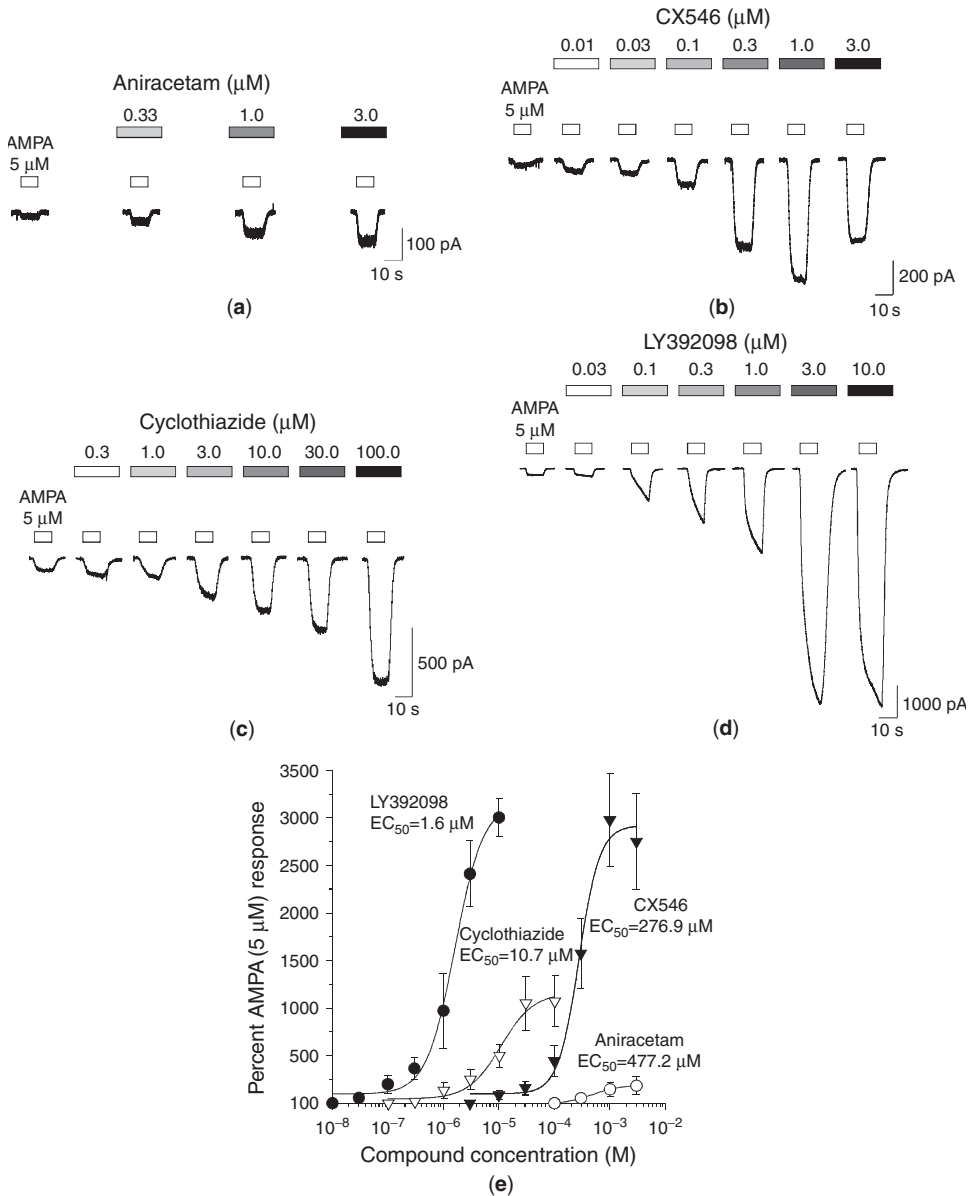 Aniracetam (μM)
0.33 1.0 3.0
AMPA
5 μM
100 pA
10 s
(a)
CX546 (μM)
0.01 0.03 0.1 0.3 1.0 3.0
AMPA
5 μM
200 pA
10 s
(b)
Cyclothiazide (μM)
0.3 1.0 3.0 10.0 30.0 100.0
AMPA
5 μM
500 pA
10 s
(c)
LY392098 (μM)
0.03 0.1 0.3 1.0 3.0 10.0
AMPA
5 μM
1000 pA
10 s
(d)
Percent AMPA (5 μM) response
3500
3000
2500
2000
1500
1000
500
100
LY392098
EC50=1.6 μM
Cyclothiazide
EC50=10.7 μM
CX546
EC50=276.9 μM
Aniracetam
EC50=477.2 μM
10−8 10−7 10−6 10−5 10−4 10−3 10−2
Compound concentration (M)
(e)